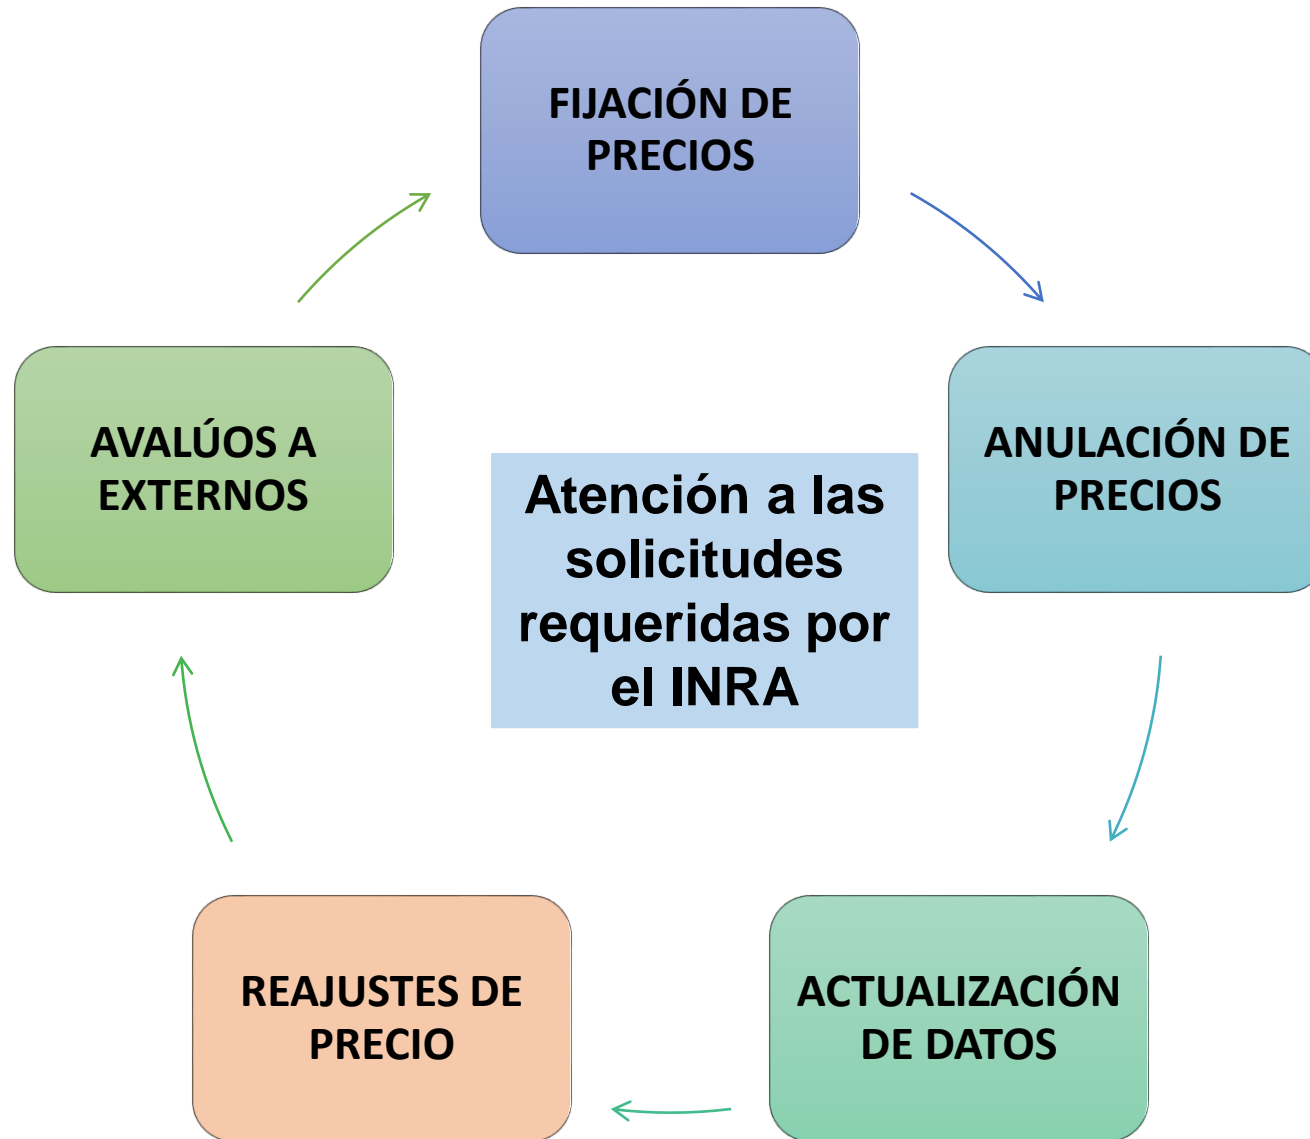 FIJACIÓN DE
PRECIOS
AVALÚOS A
EXTERNOS
ANULACIÓN DE
PRECIOS
Atención a las
solicitudes
requeridas por
el INRA
REAJUSTES DE
PRECIO
ACTUALIZACIÓN
DE DATOS